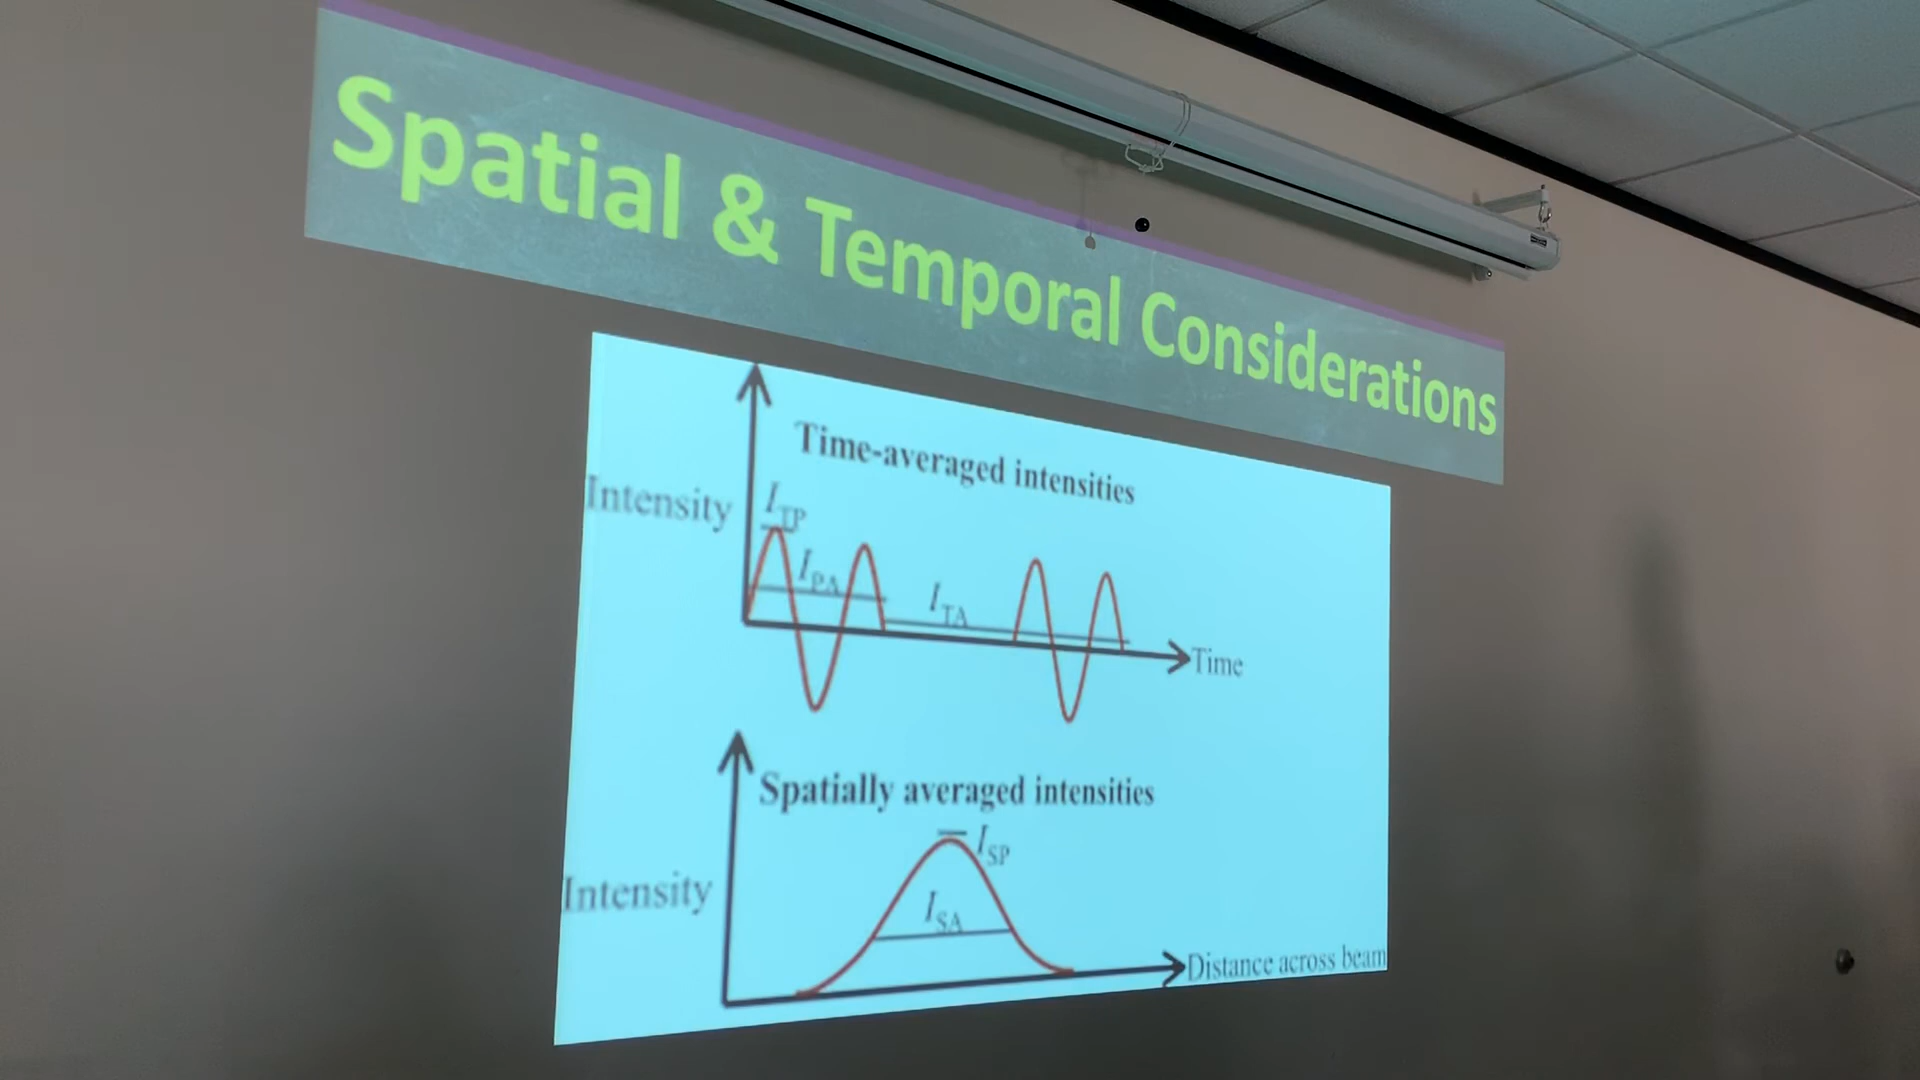 Spatial & Temporal Considerations
Time-averaged intensities
Intensity
I_TP
I_PA
I_TA
Time
Spatially averaged intensities
I_SP
Intensity
I_SA
Distance across beam